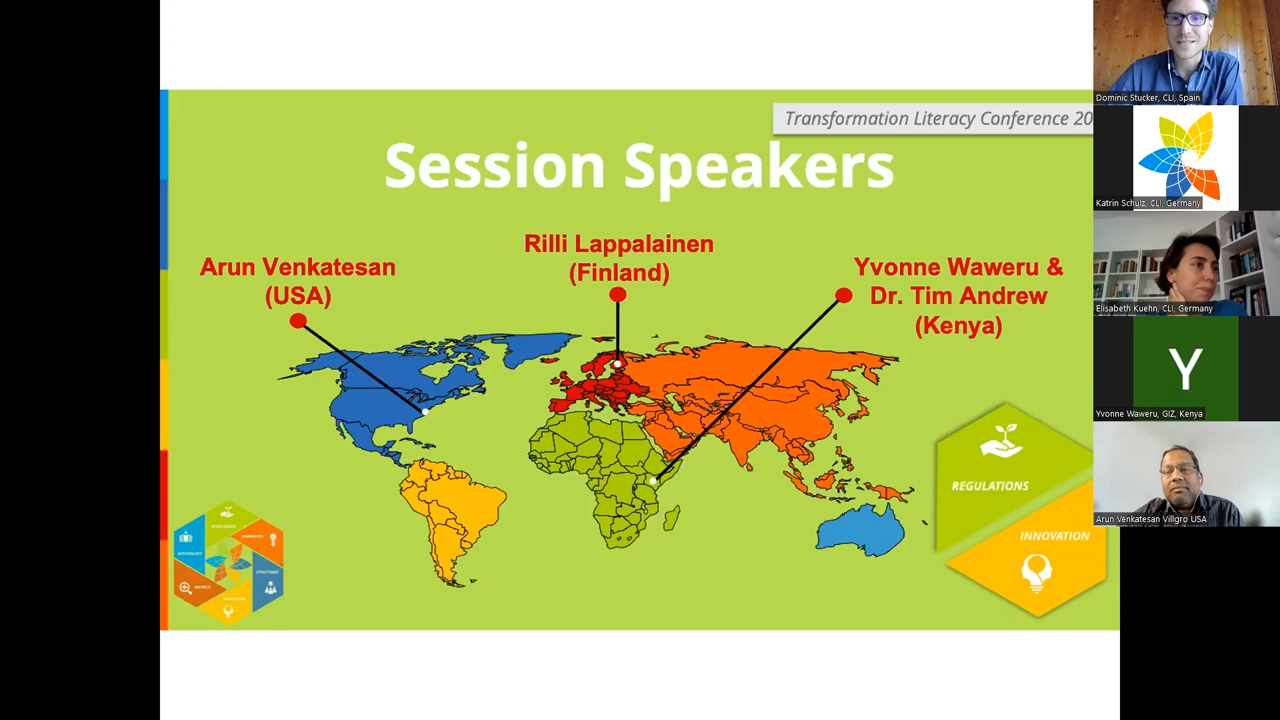 Transformation Literacy Conference 20
Session Speakers
Arun Venkatesan
(USA)
Rilli Lappalainen
(Finland)
Yvonne Waweru &
Dr. Tim Andrew
(Kenya)
REGULATIONS
INNOVATION
Dominic Stucker, CLI, Spain
Katrin Schulz, CLI, Germany
Elisabeth Kuehn, CLI, Germany
Y
Yvonne Waweru, GIZ, Kenya
Arun Venkatesan Villgro USA